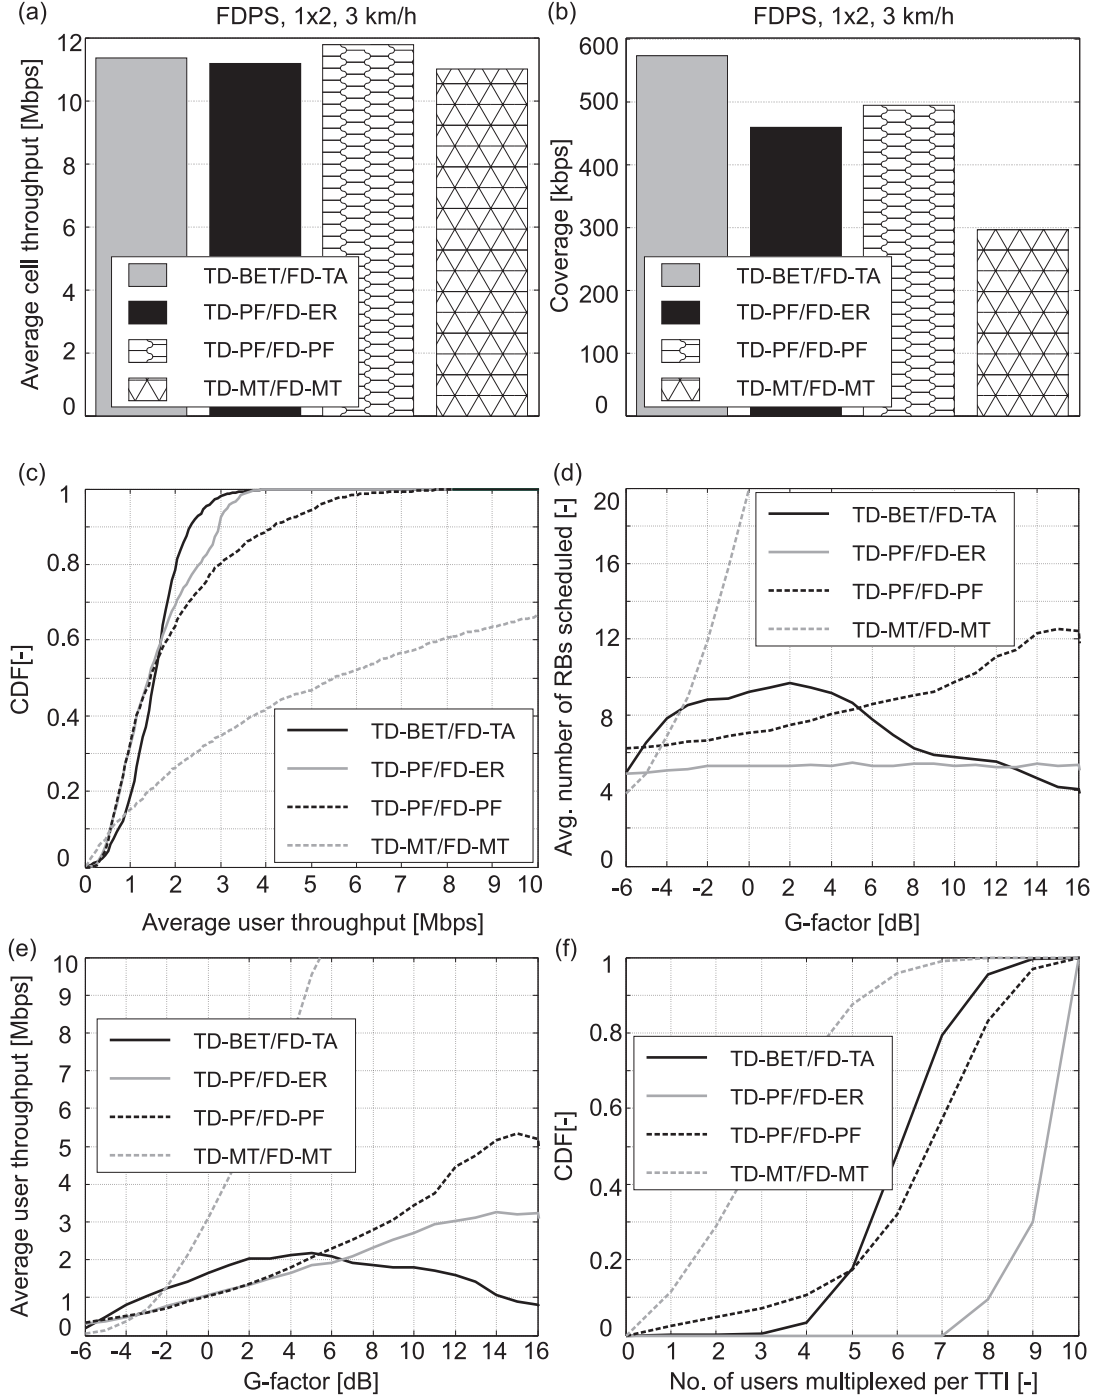 (a) FDPS, 1x2, 3 km/h
Average cell throughput [Mbps]
12
10
8
6
4
2
0
TD-BET/FD-TA
TD-PF/FD-ER
TD-PF/FD-PF
TD-MT/FD-MT
(b) FDPS, 1x2, 3 km/h
Coverage [kbps]
600
500
400
300
200
100
0
TD-BET/FD-TA
TD-PF/FD-ER
TD-PF/FD-PF
TD-MT/FD-MT
(c)
CDF[-]
1
0.8
0.6
0.4
0.2
0
TD-BET/FD-TA
TD-PF/FD-ER
TD-PF/FD-PF
TD-MT/FD-MT
0 1 2 3 4 5 6 7 8 9 10
Average user throughput [Mbps]
(d)
Avg. number of RBs scheduled [-]
20
16
12
8
4
0
TD-BET/FD-TA
TD-PF/FD-ER
TD-PF/FD-PF
TD-MT/FD-MT
-6 -4 -2 0 2 4 6 8 10 12 14 16
G-factor [dB]
(e)
Average user throughput [Mbps]
10
9
8
7
6
5
4
3
2
1
0
TD-BET/FD-TA
TD-PF/FD-ER
TD-PF/FD-PF
TD-MT/FD-MT
-6 -4 -2 0 2 4 6 8 10 12 14 16
G-factor [dB]
(f)
CDF[-]
1
0.8
0.6
0.4
0.2
0
TD-BET/FD-TA
TD-PF/FD-ER
TD-PF/FD-PF
TD-MT/FD-MT
0 1 2 3 4 5 6 7 8 9 10
No. of users multiplexed per TTI [-]